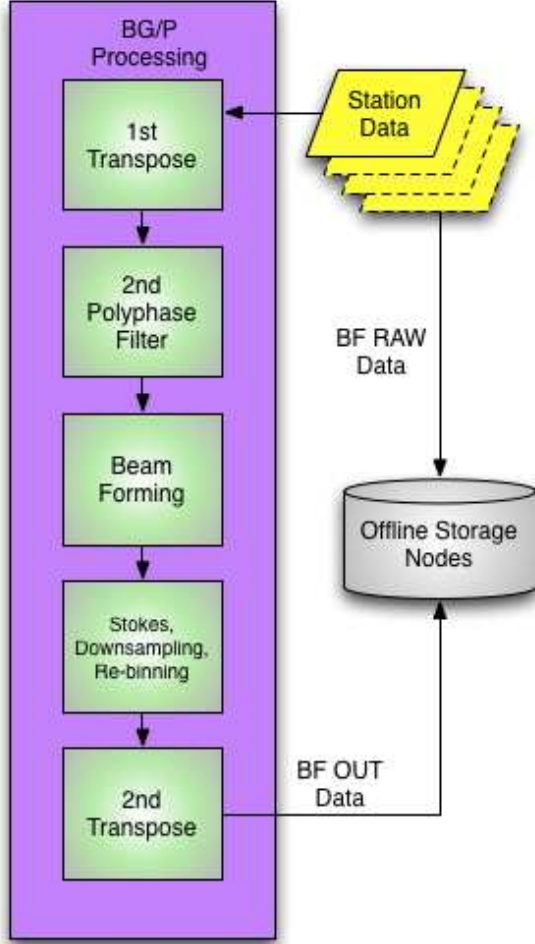 BG/P
Processing
1st
Transpose
2nd
Polyphase
Filter
Beam
Forming
Stokes,
Downsampling,
Re-binning
2nd
Transpose
Station
Data
BF RAW
Data
Offline Storage
Nodes
BF OUT
Data